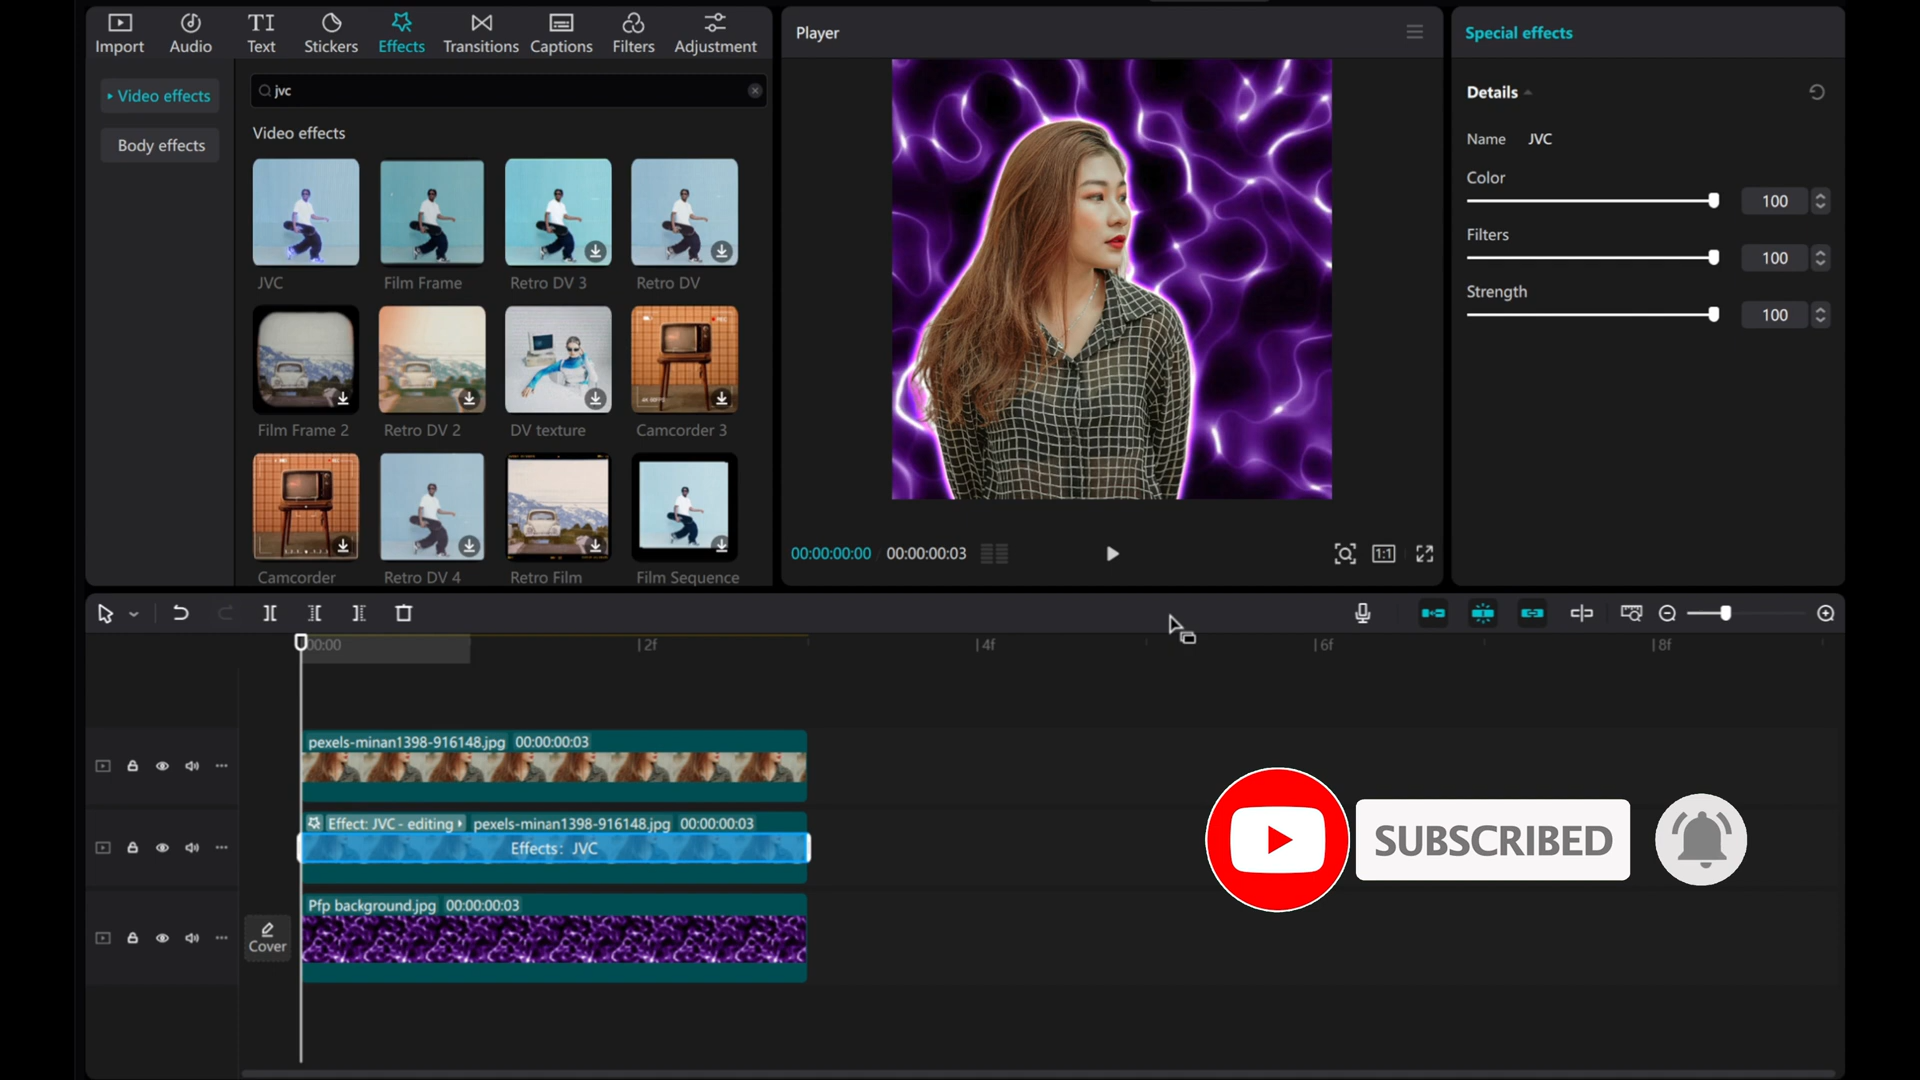 Import Audio Text Stickers Effects Transitions Captions Filters Adjustment
Video effects
Body effects
jvc
Video effects
JVC Film Frame Retro DV 3 Retro DV
Film Frame 2 Retro DV 2 DV texture Camcorder 3
Camcorder Retro DV 4 Retro Film Film Sequence
Player
00:00:00:00 00:00:00:03
1:1
Special effects
Details
Name JVC
Color 100
Filters 100
Strength 100
00:00 2f 4f 6f 8f
pexels-minan1398-916148.jpg 00:00:00:03
Effect: JVC - editing pexels-minan1398-916148.jpg 00:00:00:03
Effects: JVC
Pfp background.jpg 00:00:00:03
Cover
SUBSCRIBED